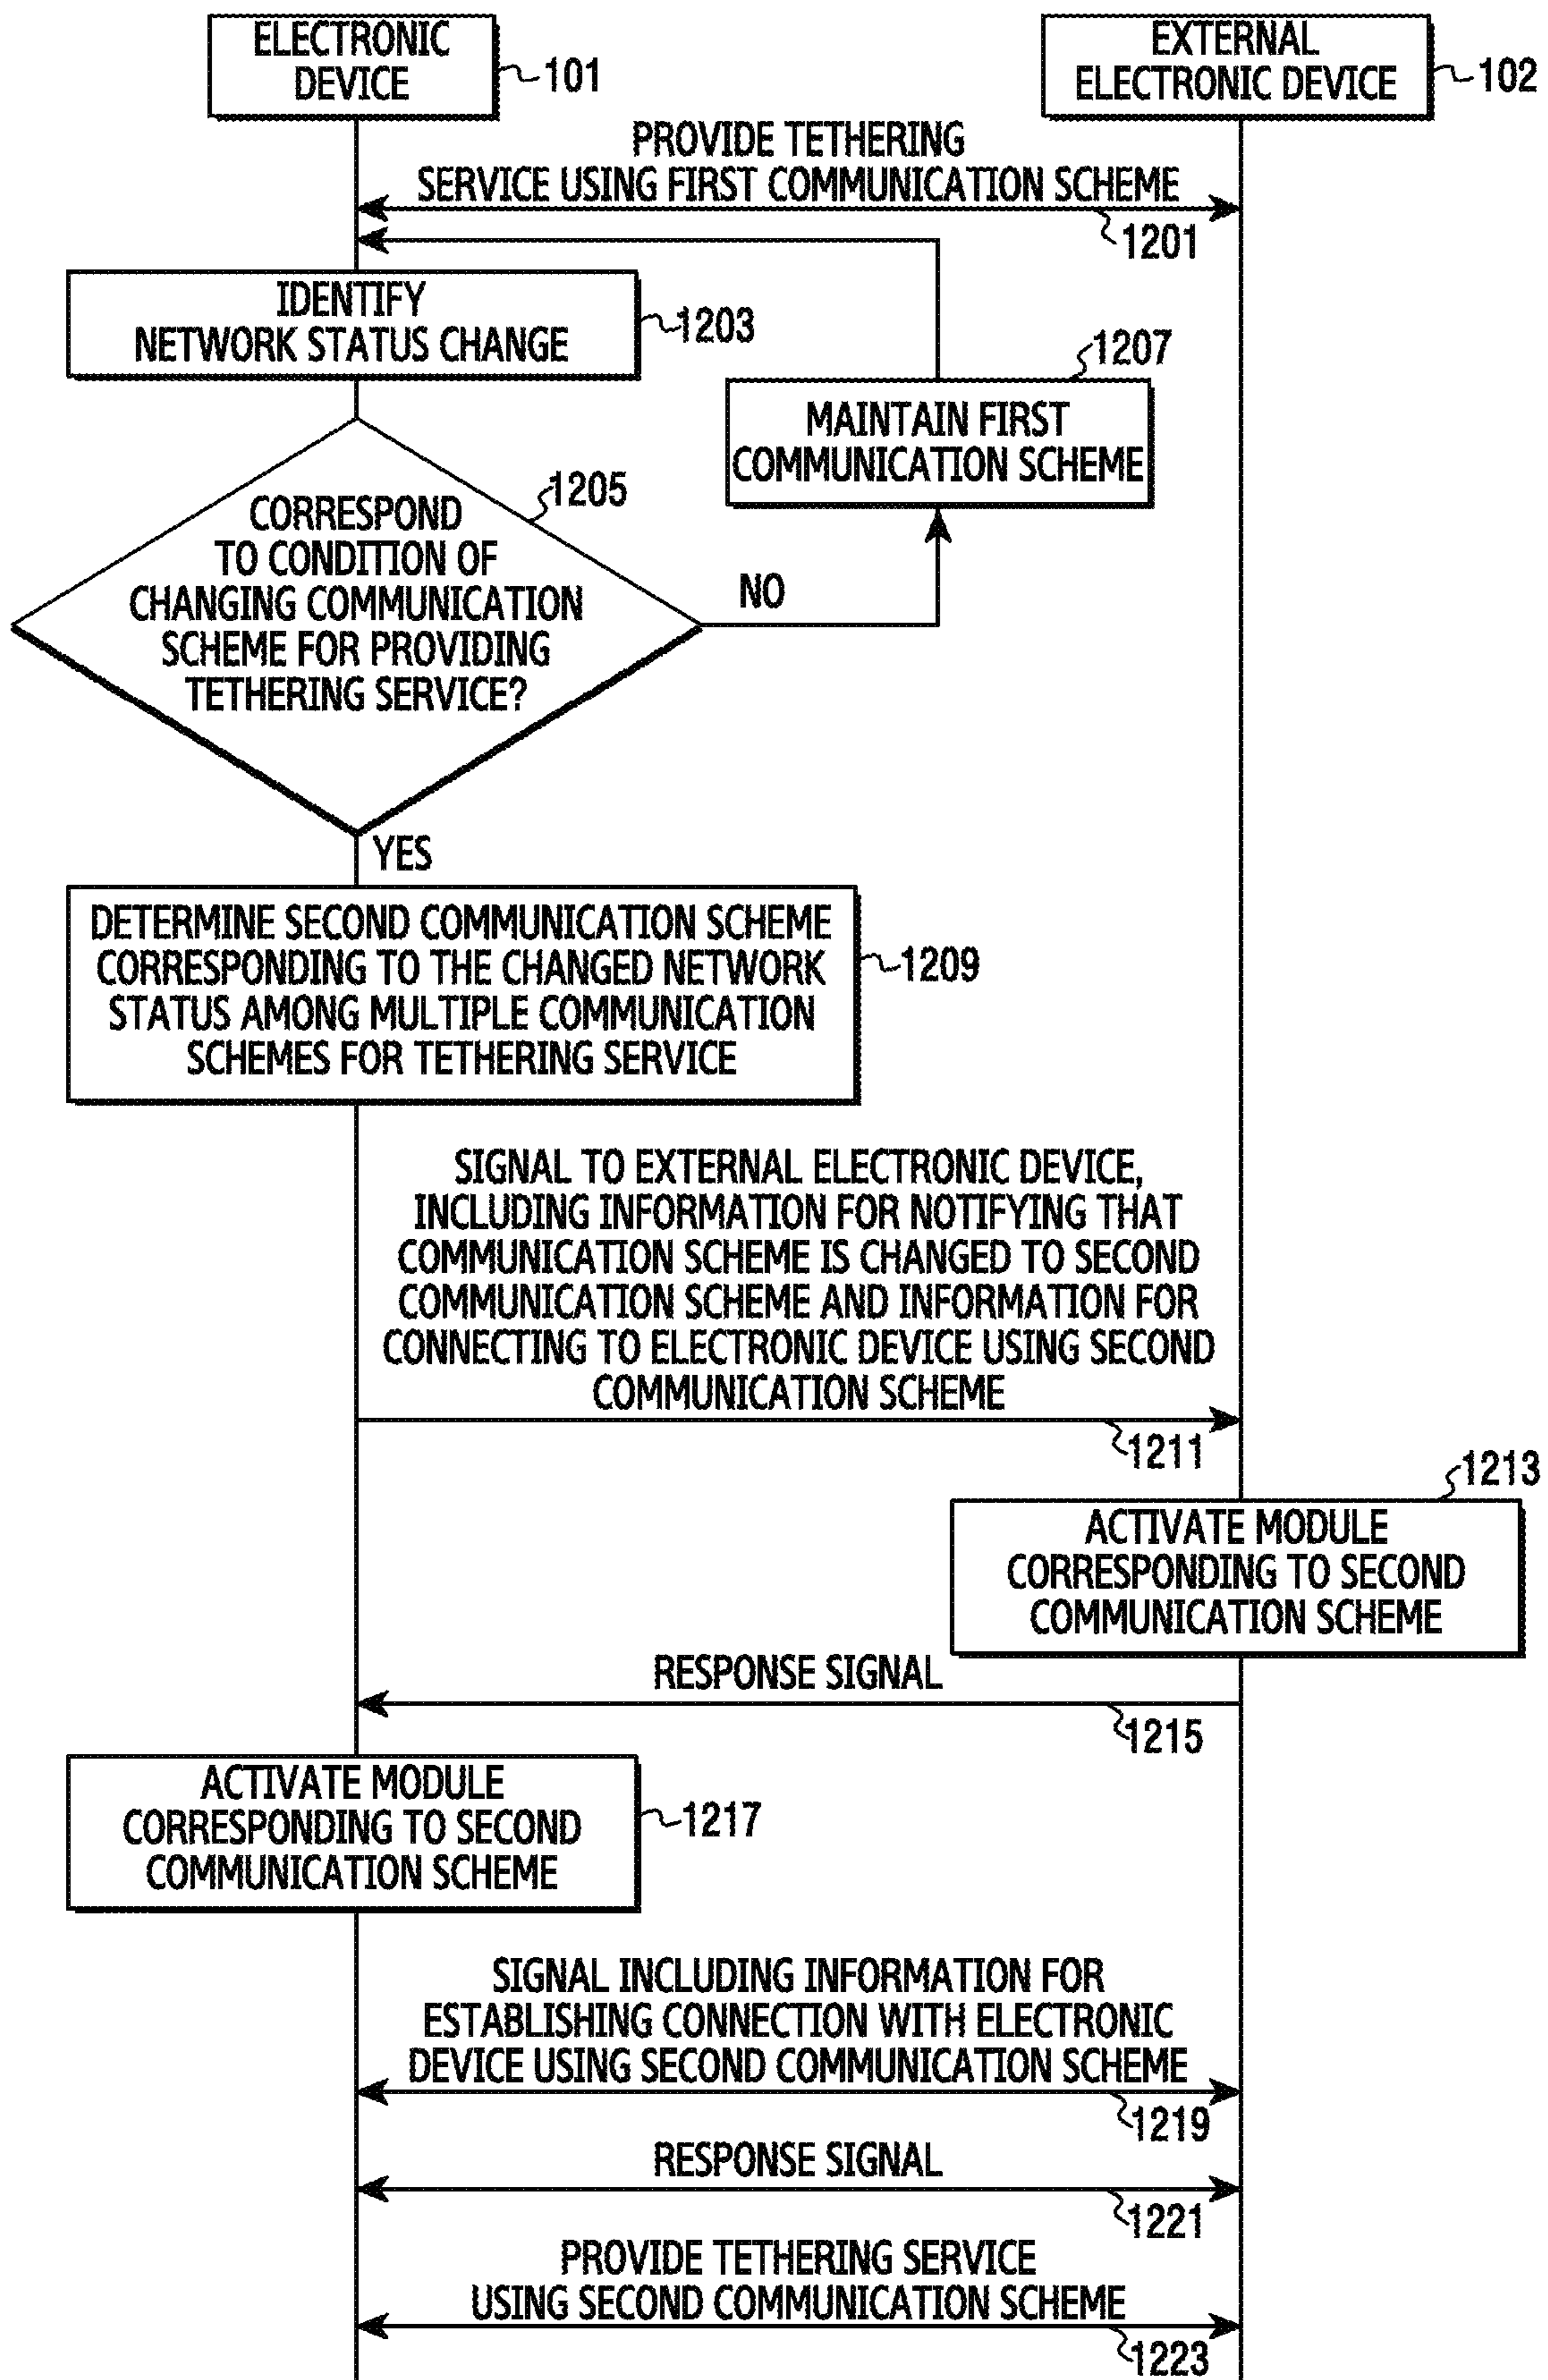 ELECTRONIC
DEVICE
101
EXTERNAL
ELECTRONIC DEVICE
102
PROVIDE TETHERING
SERVICE USING FIRST COMMUNICATION SCHEME
1201
IDENTIFY
NETWORK STATUS CHANGE
1203
1207
MAINTAIN FIRST
COMMUNICATION SCHEME
1205
CORRESPOND
TO CONDITION OF
CHANGING COMMUNICATION
SCHEME FOR PROVIDING
TETHERING SERVICE?
NO
YES
DETERMINE SECOND COMMUNICATION SCHEME
CORRESPONDING TO THE CHANGED NETWORK
STATUS AMONG MULTIPLE COMMUNICATION
SCHEMES FOR TETHERING SERVICE
1209
SIGNAL TO EXTERNAL ELECTRONIC DEVICE,
INCLUDING INFORMATION FOR NOTIFYING THAT
COMMUNICATION SCHEME IS CHANGED TO SECOND
COMMUNICATION SCHEME AND INFORMATION FOR
CONNECTING TO ELECTRONIC DEVICE USING SECOND
COMMUNICATION SCHEME
1211
1213
ACTIVATE MODULE
CORRESPONDING TO SECOND
COMMUNICATION SCHEME
RESPONSE SIGNAL
1215
ACTIVATE MODULE
CORRESPONDING TO SECOND
COMMUNICATION SCHEME
1217
SIGNAL INCLUDING INFORMATION FOR
ESTABLISHING CONNECTION WITH ELECTRONIC
DEVICE USING SECOND COMMUNICATION SCHEME
1219
RESPONSE SIGNAL
1221
PROVIDE TETHERING SERVICE
USING SECOND COMMUNICATION SCHEME
1223